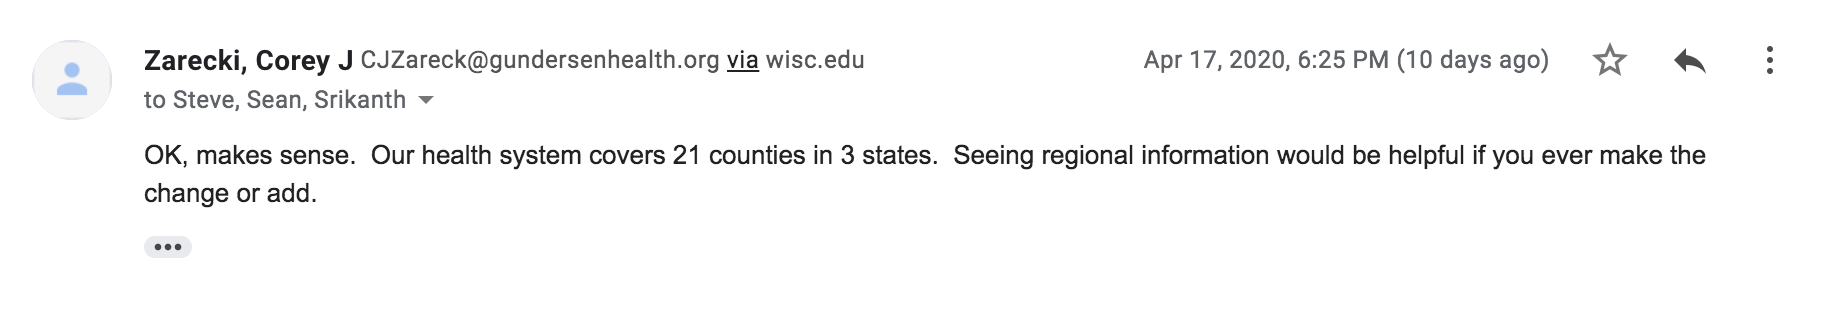 Zarecki, Corey J CJZareck@gundersenhealth.org via wisc.edu Apr 17, 2020, 6:25 PM (10 days ago)
to Steve, Sean, Srikanth
OK, makes sense.  Our health system covers 21 counties in 3 states.  Seeing regional information would be helpful if you ever make the
change or add.